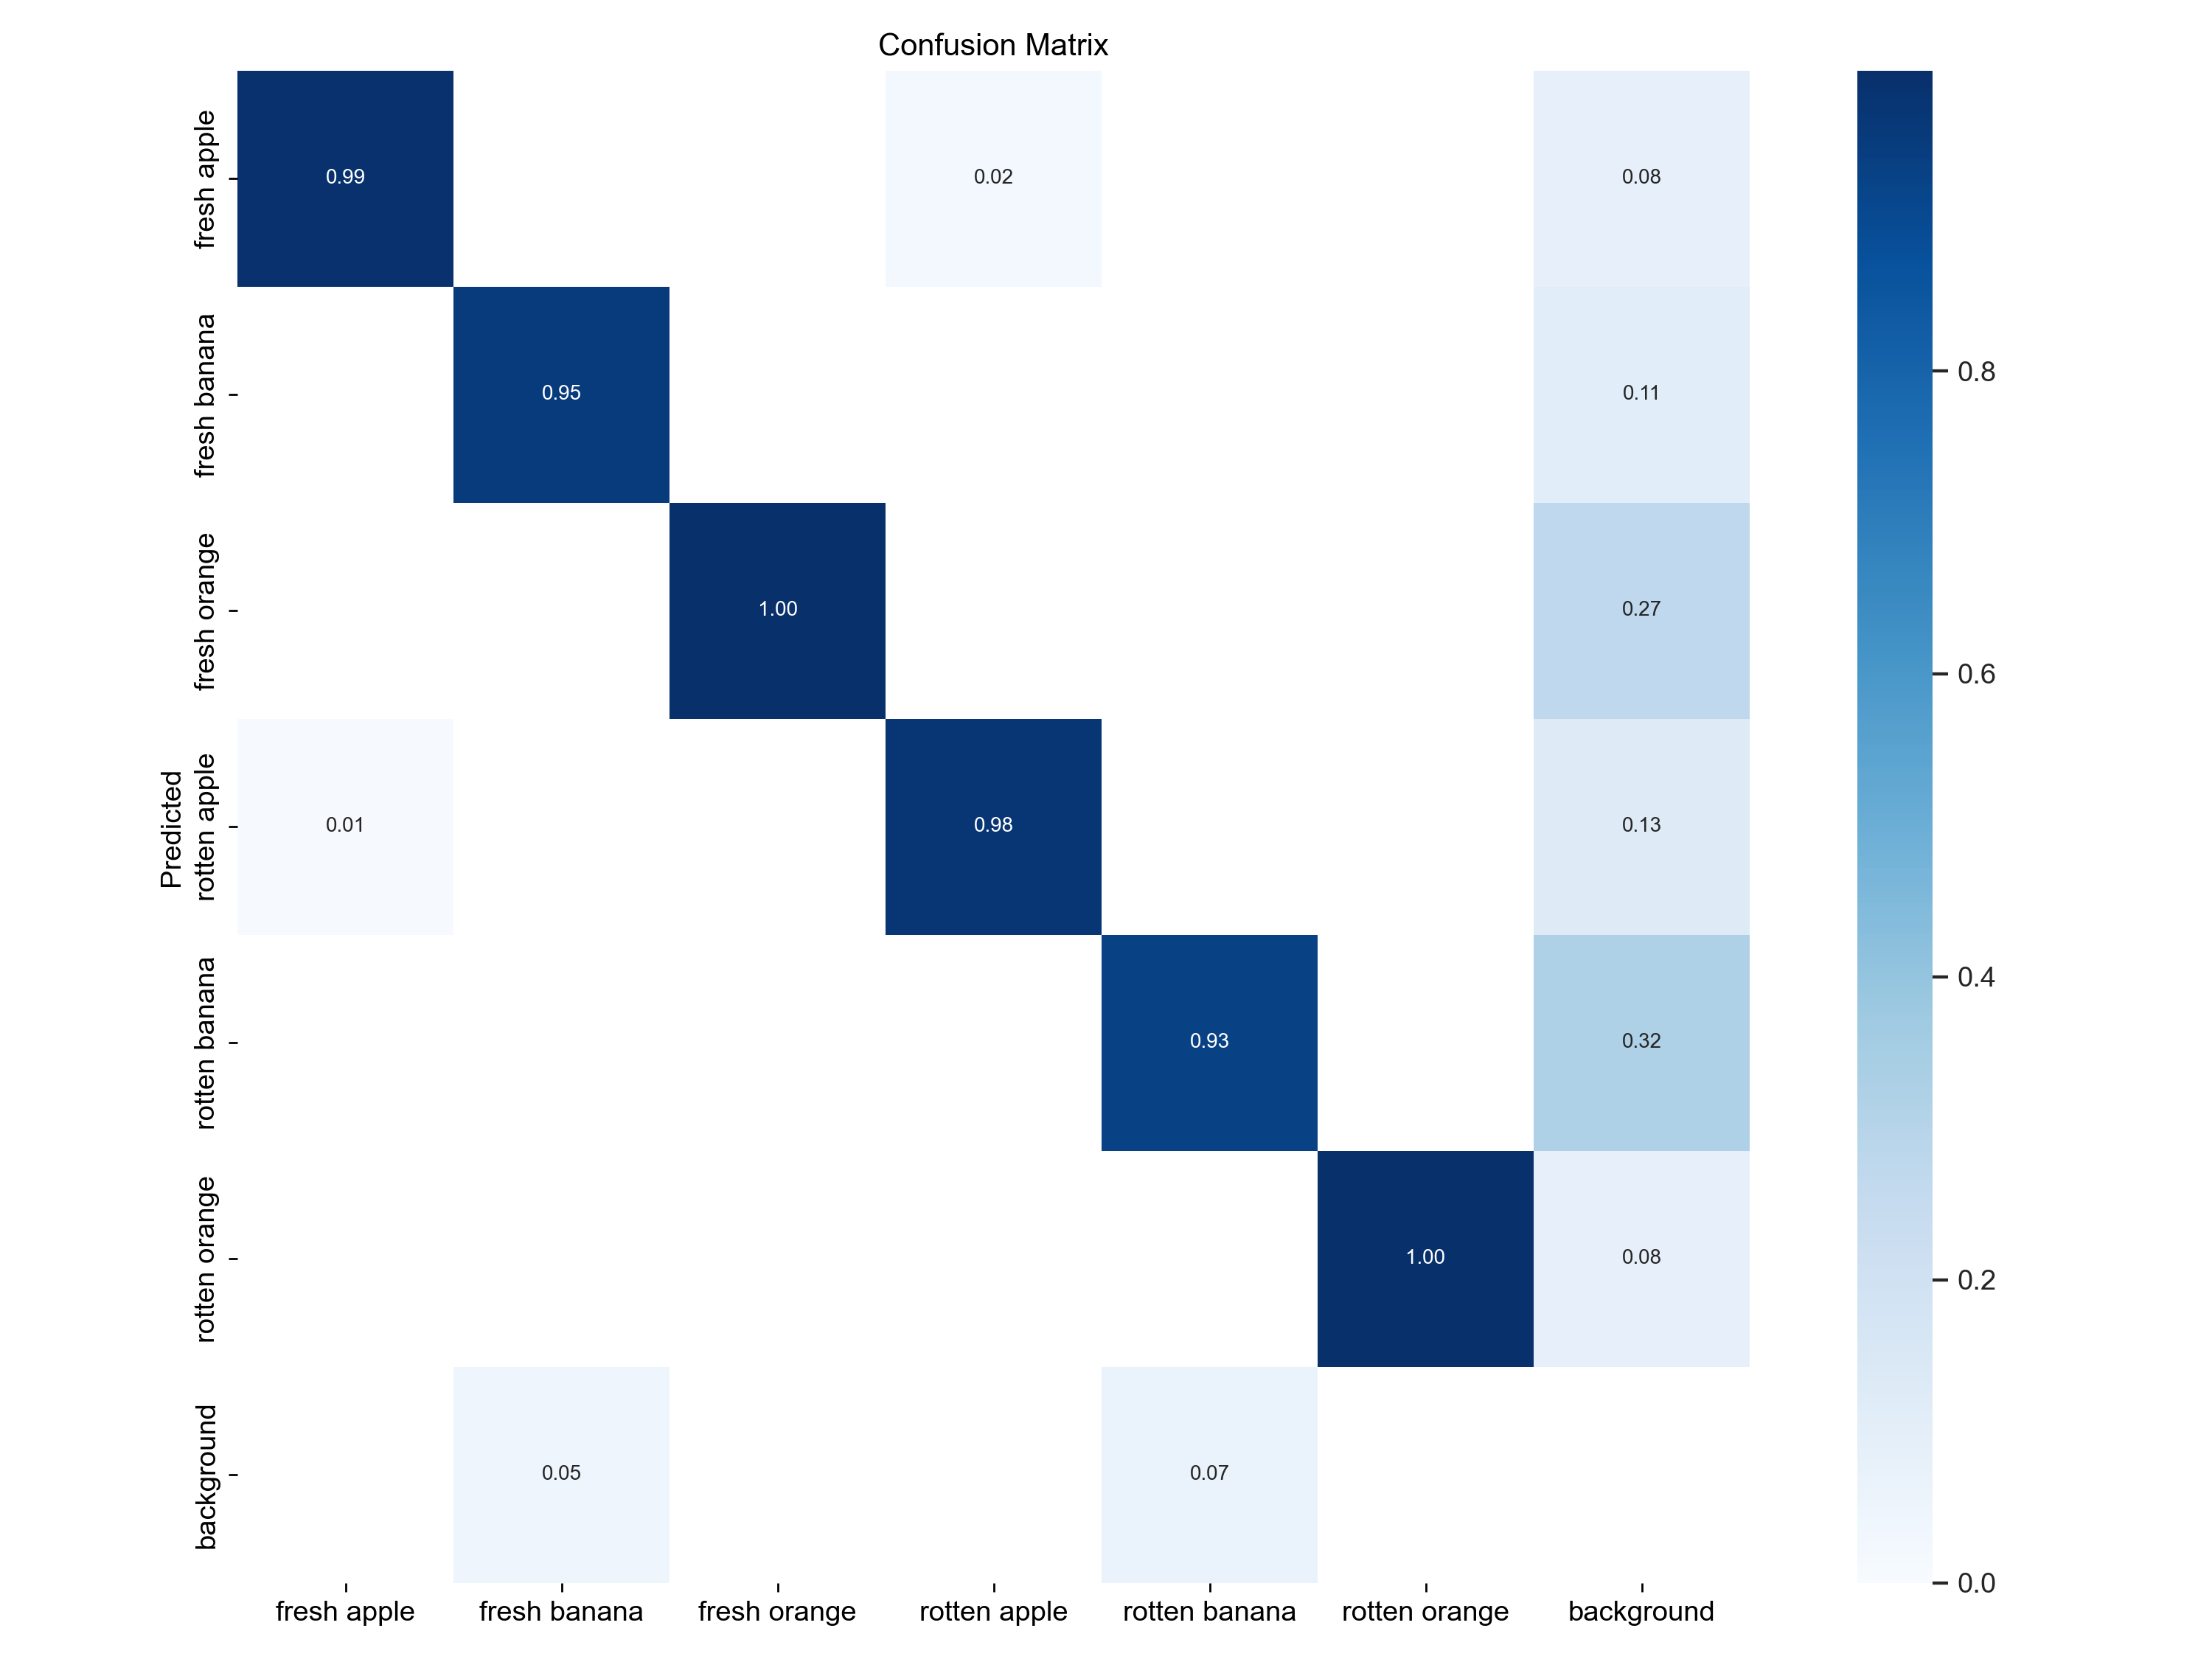 Confusion Matrix
fresh apple
0.99
0.02
0.08
fresh banana
0.95
0.11
0.8
fresh orange
1.00
0.27
0.6
Predicted
rotten apple
0.01
0.98
0.13
rotten banana
0.93
0.32
0.4
rotten orange
1.00
0.08
0.2
background
0.05
0.07
0.0
fresh apple
fresh banana
fresh orange
rotten apple
rotten banana
rotten orange
background